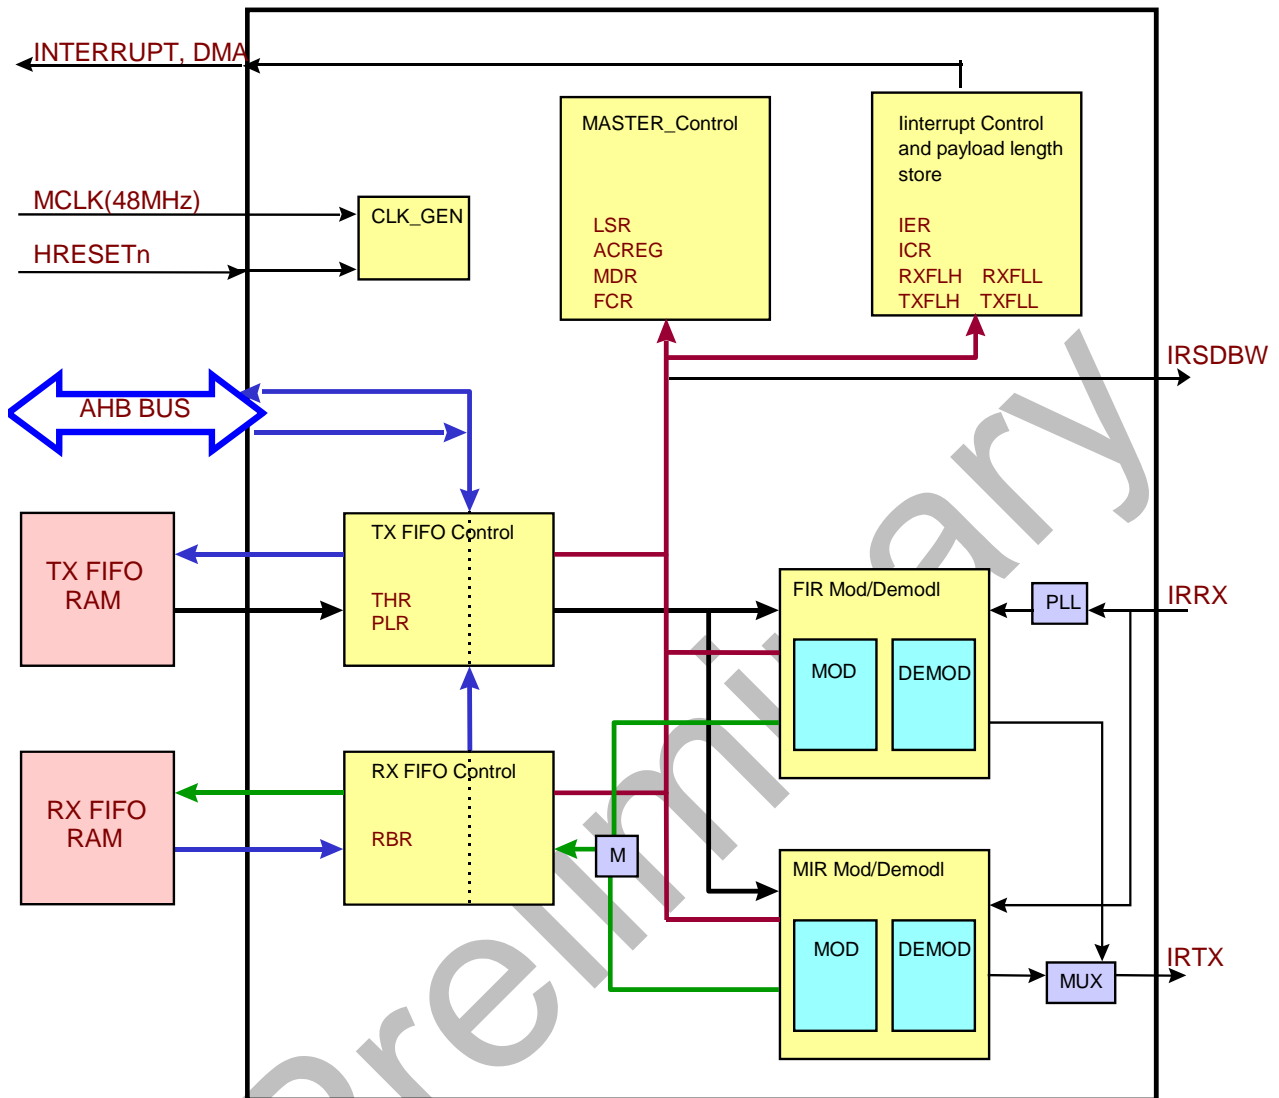 INTERRUPT, DMA
MASTER_Control
LSR
ACREG
MDR
FCR
Iinterrupt Control
and payload length
store
IER
ICR
RXFLH RXFLL
TXFLH TXFLL
MCLK(48MHz)
HRESETn
CLK_GEN
IRSDBW
AHB BUS
TX FIFO
RAM
TX FIFO Control
THR
PLR
FIR Mod/Demodl
MOD
DEMOD
PLL
IRRX
RX FIFO
RAM
RX FIFO Control
RBR
M
MIR Mod/Demodl
MOD
DEMOD
MUX
IRTX
Prelminary